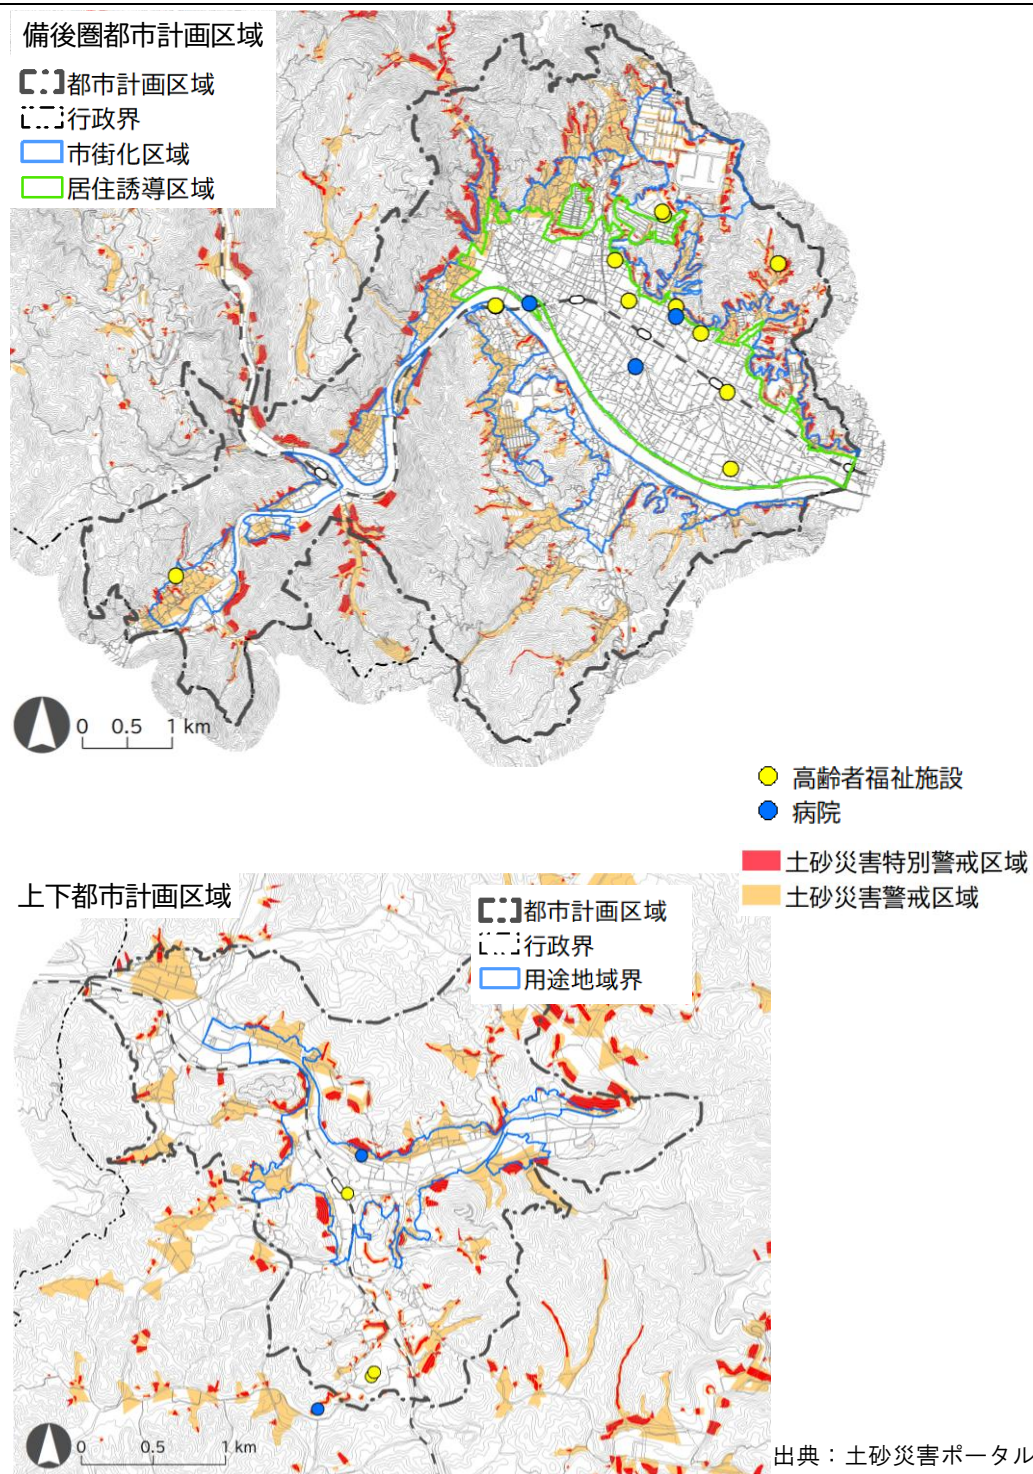 備後圏都市計画区域
都市計画区域
行政界
市街化区域
居住誘導区域
0 0.5 1 km
高齢者福祉施設
病院
土砂災害特別警戒区域
土砂災害警戒区域
上下都市計画区域
都市計画区域
行政界
用途地域界
0 0.5 1 km
出典：土砂災害ポータル